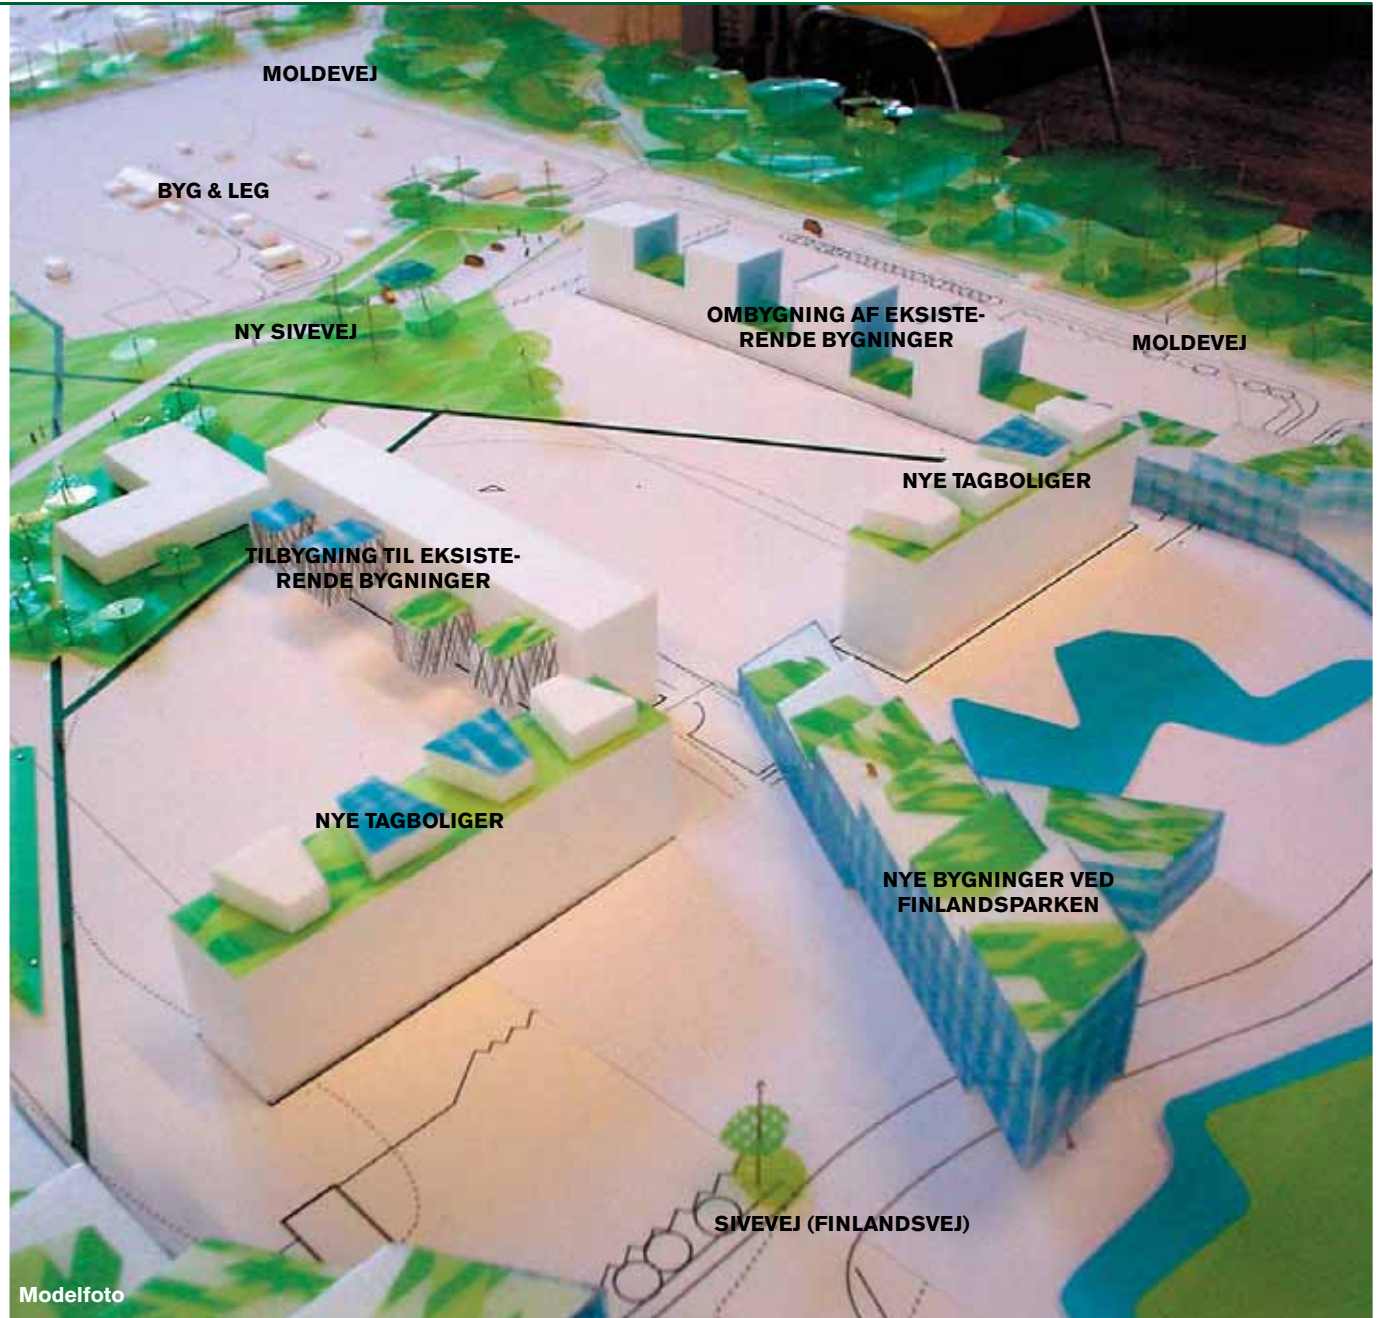 MOLDEVEJ
BYG & LEG
NY SIVEVEJ
OMBYGNING AF EKSISTE-
RENDE BYGNINGER
MOLDEVEJ
NYE TAGBOLIGER
TILBYGNING TIL EKSISTE-
RENDE BYGNINGER
NYE TAGBOLIGER
NYE BYGNINGER VED
FINLANDSPARKEN
SIVEVEJ (FINLANDSVEJ)
Modelfoto